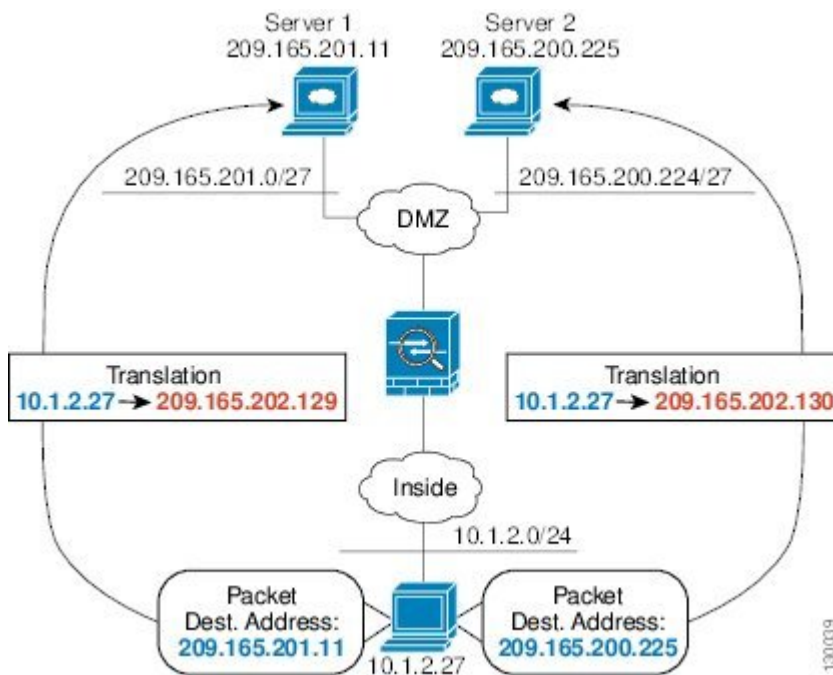 Server 1
209.165.201.11
Server 2
209.165.200.225
209.165.201.0/27
209.165.200.224/27
DMZ
Translation
10.1.2.27 209.165.202.129
Translation
10.1.2.27 209.165.202.130
Inside
10.1.2.0/24
Packet
Dest. Address:
209.165.201.11
Packet
Dest. Address:
209.165.200.225
10.1.2.27
130039